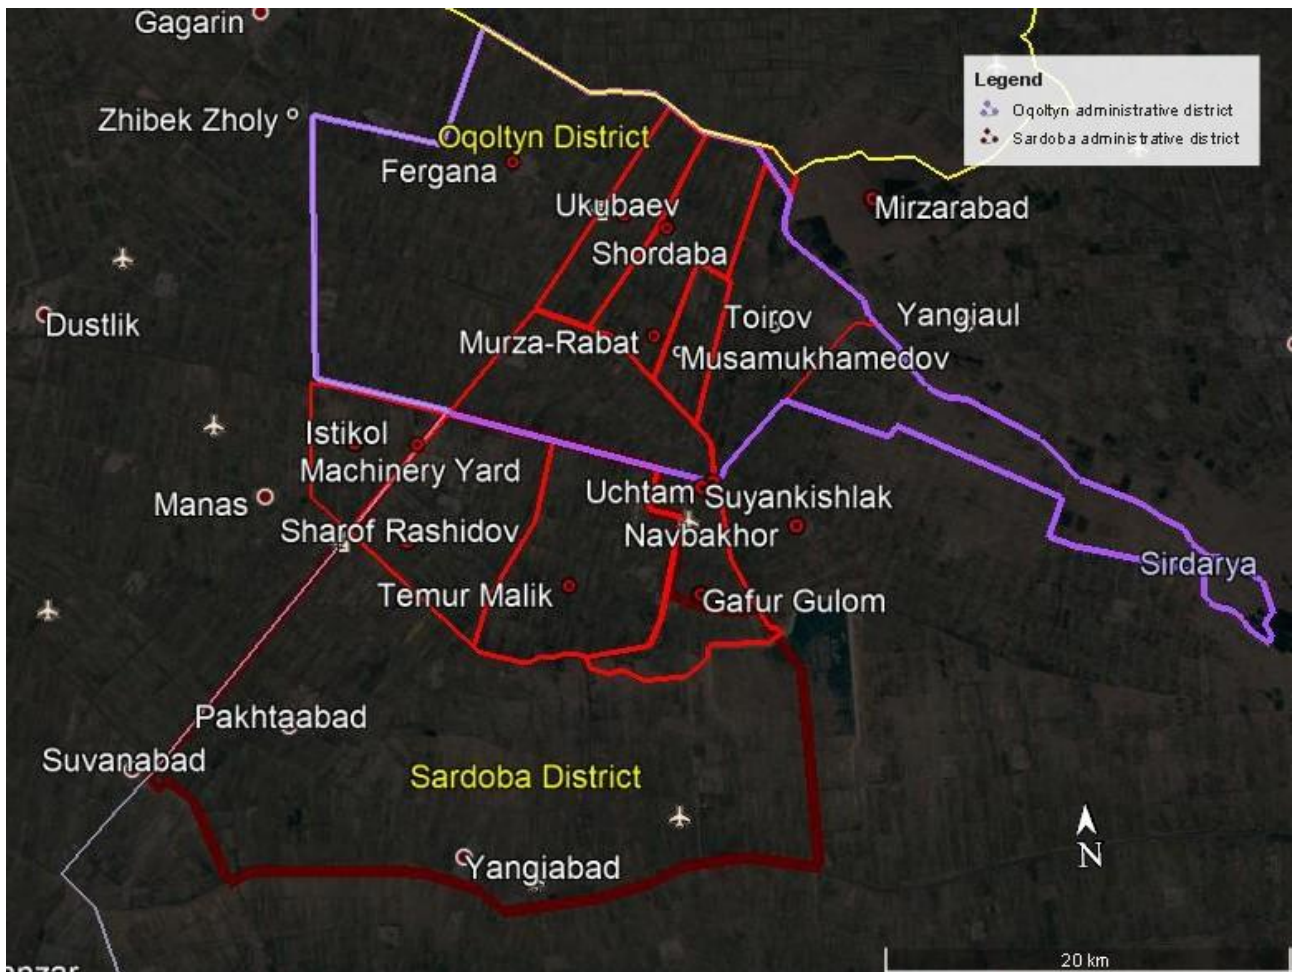 Gagarin
Legend
Oqoltyn administrative district
Sardoba administrative district
Zhibek Zholy
Oqoltyn District
Fergana
Ukubaev
Mirzarabad
Shordaba
Dustlik
Toirov
Yangiaul
Murza-Rabat
Musamukhamedov
Istikol
Machinery Yard
Manas
Uchtam
Suyankishlak
Sharof Rashidov
Navbakhor
Sirdarya
Temur Malik
Gafur Gulom
Pakhtaabad
Suvanabad
Sardoba District
Yangiabad
N
20 km